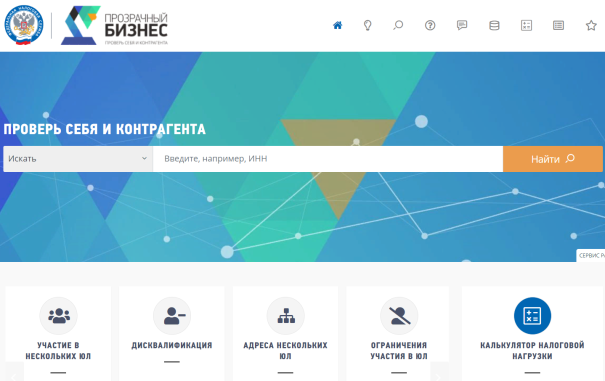 ПРОЗРАЧНЫЙ
БИЗНЕС
ПРОВЕРЬ СЕБЯ И КОНТРАГЕНТА
ПРОВЕРЬ СЕБЯ И КОНТРАГЕНТА
Искать
Введите, например, ИНН
Найти
СЕРВИС
УЧАСТИЕ В
НЕСКОЛЬКИХ ЮЛ
ДИСКВАЛИФИКАЦИЯ
АДРЕСА НЕСКОЛЬКИХ
ЮЛ
ОГРАНИЧЕНИЯ
УЧАСТИЯ В ЮЛ
КАЛЬКУЛЯТОР НАЛОГОВОЙ
НАГРУЗКИ